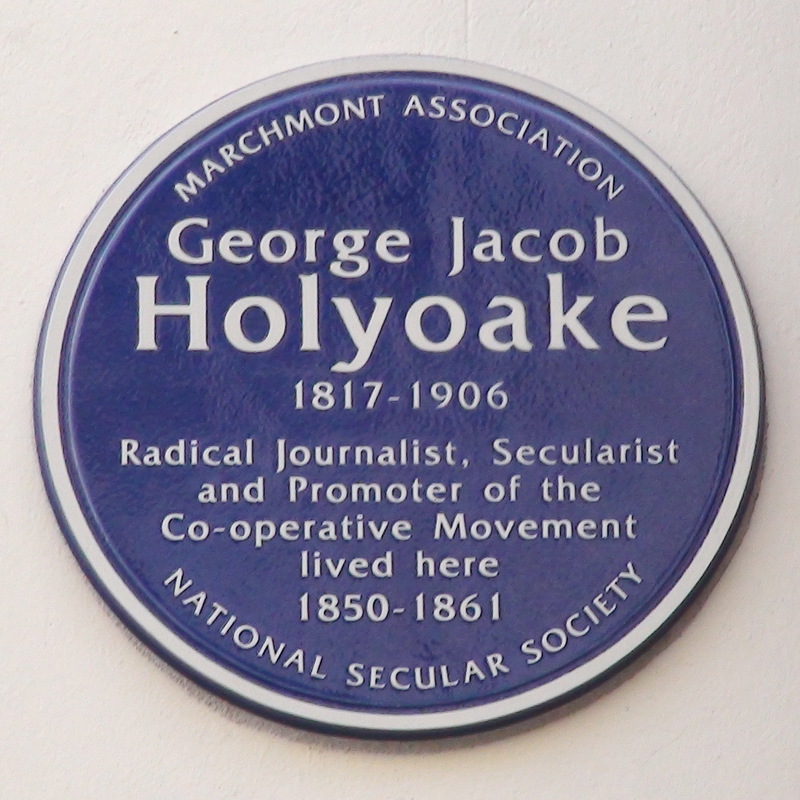 MARCHMONT ASSOCIATION
George Jacob
Holyoake
1817-1906
Radical Journalist, Secularist
and Promoter of the
Co-operative Movement
lived here
1850-1861
NATIONAL SECULAR SOCIETY